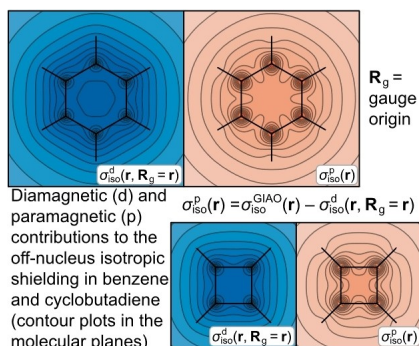 R_g =
gauge
origin
σ^d_iso(r, R_g = r)
σ^p_iso(r)
Diamagnetic (d) and
paramagnetic (p)
contributions to the
off-nucleus isotropic
shielding in benzene
and cyclobutadiene
(contour plots in the
molecular planes)
σ^p_iso(r) =σ^GIAO_iso(r) − σ^d_iso(r, R_g = r)
σ^d_iso(r, R_g = r)
σ^p_iso(r)